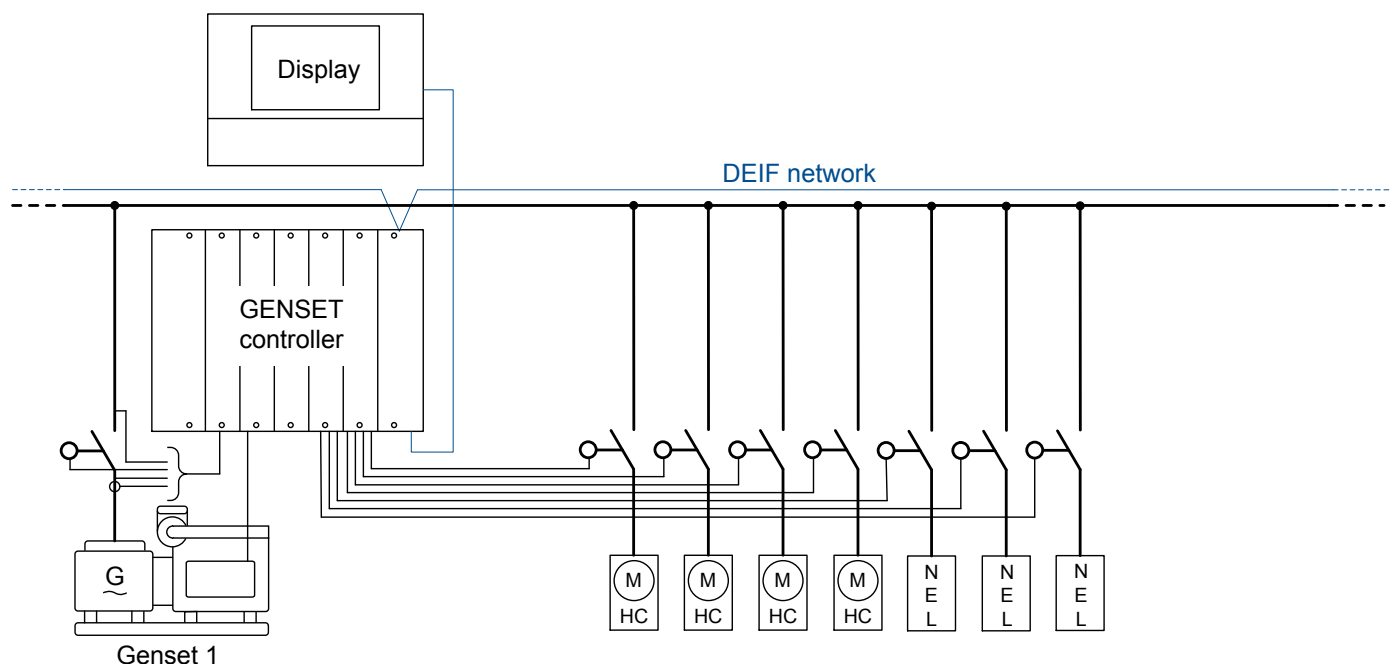 Display
DEIF network
GENSET
controller
G
M
HC
M
HC
M
HC
M
HC
N
E
L
N
E
L
N
E
L
Genset 1